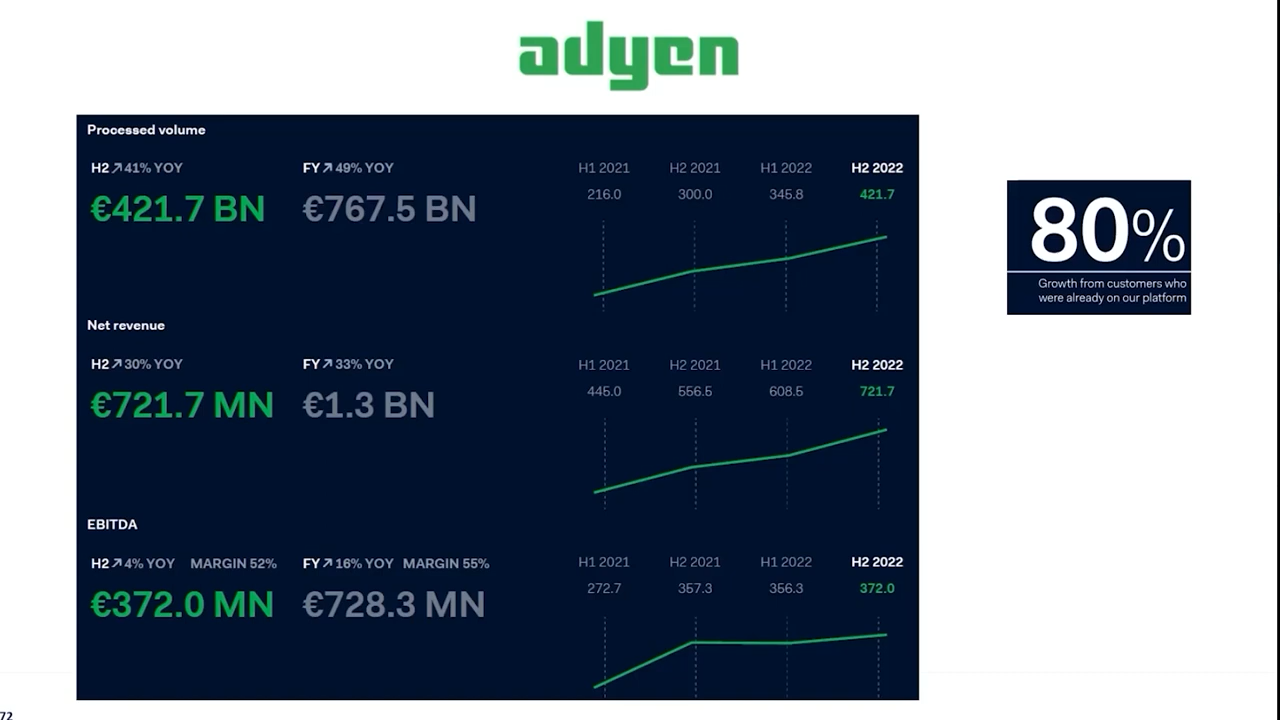 adyen
Processed volume
H2 ↗ 41% YOY
€421.7 BN
FY ↗ 49% YOY
€767.5 BN
H1 2021 H2 2021 H1 2022 H2 2022
216.0 300.0 345.8 421.7
Net revenue
H2 ↗ 30% YOY
€721.7 MN
FY ↗ 33% YOY
€1.3 BN
H1 2021 H2 2021 H1 2022 H2 2022
445.0 556.5 608.5 721.7
EBITDA
H2 ↗ 4% YOY MARGIN 52%
€372.0 MN
FY ↗ 16% YOY MARGIN 55%
€728.3 MN
H1 2021 H2 2021 H1 2022 H2 2022
272.7 357.3 356.3 372.0
80%
Growth from customers who
were already on our platform
72